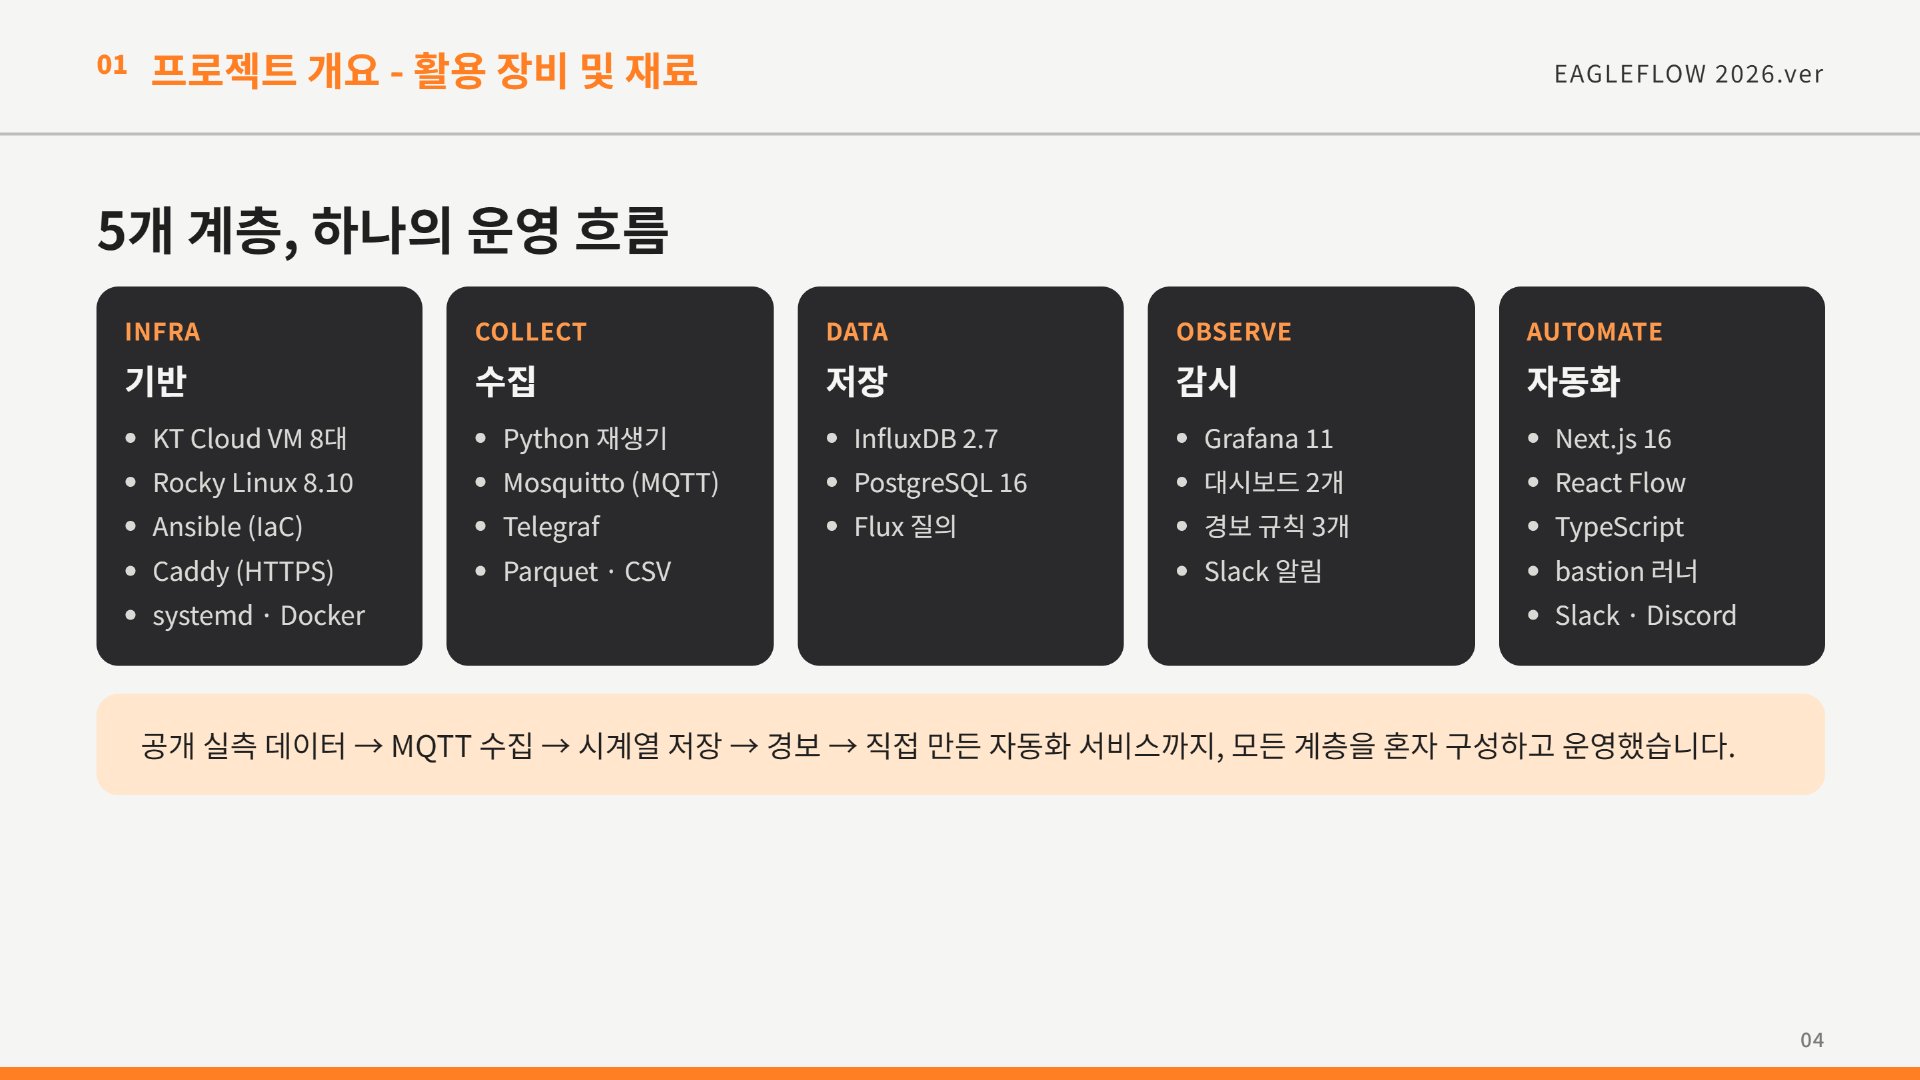 01 프로젝트 개요 - 활용 장비 및 재료
EAGLEFLOW 2026.ver
5개 계층, 하나의 운영 흐름
INFRA
기반
• KT Cloud VM 8대
• Rocky Linux 8.10
• Ansible (IaC)
• Caddy (HTTPS)
• systemd · Docker
COLLECT
수집
• Python 재생기
• Mosquitto (MQTT)
• Telegraf
• Parquet · CSV
DATA
저장
• InfluxDB 2.7
• PostgreSQL 16
• Flux 질의
OBSERVE
감시
• Grafana 11
• 대시보드 2개
• 경보 규칙 3개
• Slack 알림
AUTOMATE
자동화
• Next.js 16
• React Flow
• TypeScript
• bastion 러너
• Slack · Discord
공개 실측 데이터 → MQTT 수집 → 시계열 저장 → 경보 → 직접 만든 자동화 서비스까지, 모든 계층을 혼자 구성하고 운영했습니다.
04